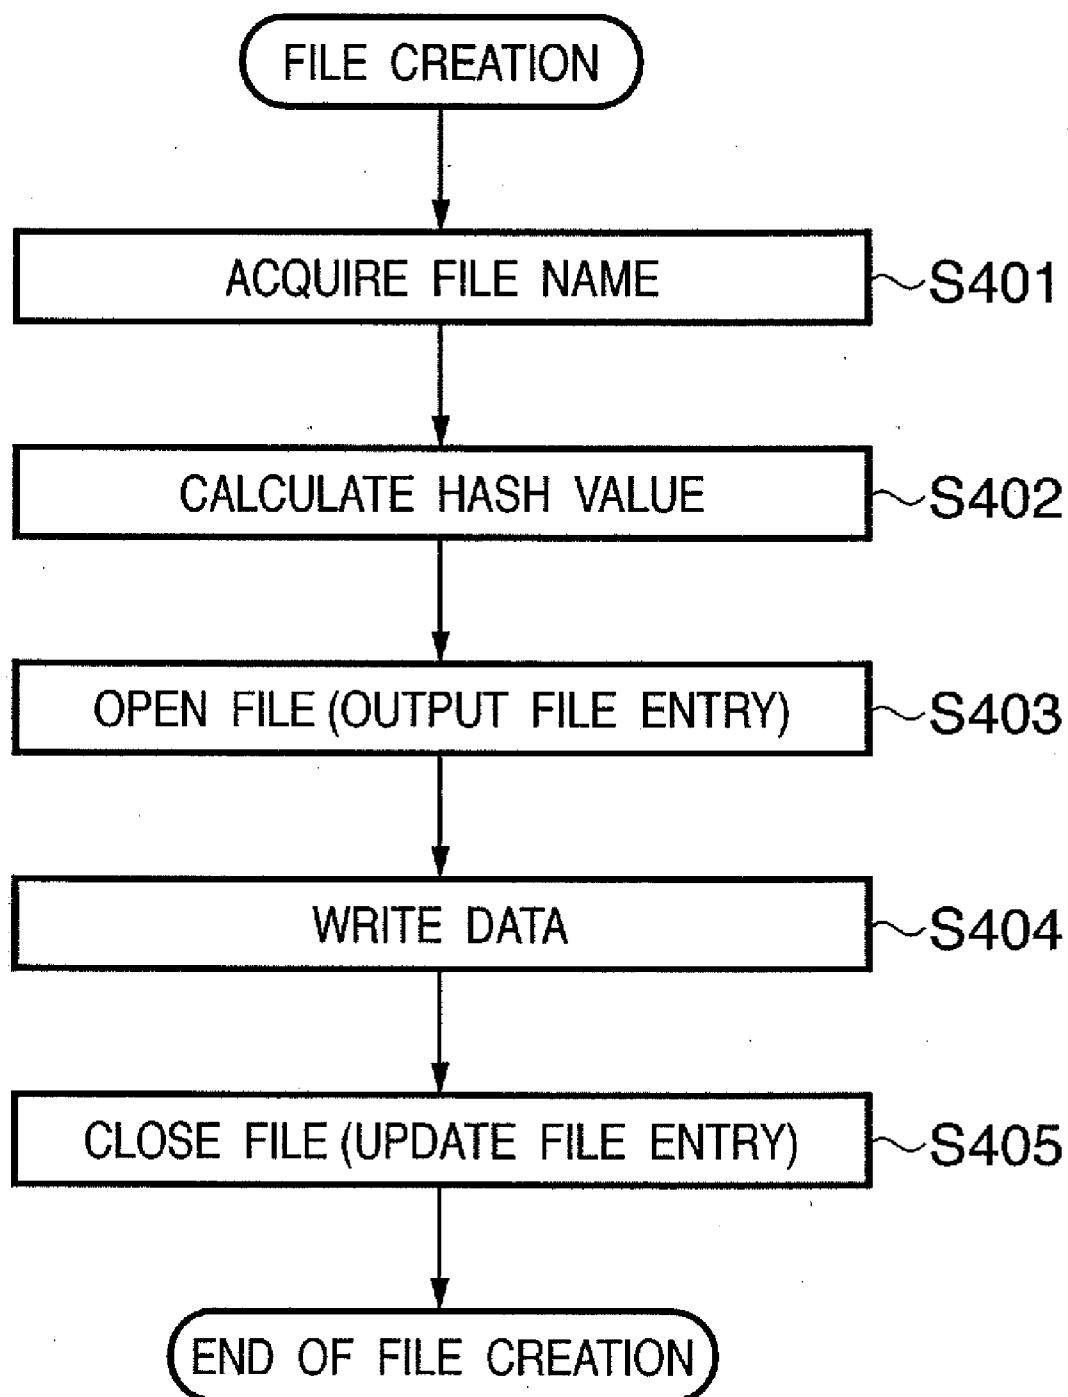 FILE CREATION
ACQUIRE FILE NAME
S401
CALCULATE HASH VALUE
S402
OPEN FILE (OUTPUT FILE ENTRY)
S403
WRITE DATA
S404
CLOSE FILE (UPDATE FILE ENTRY)
S405
END OF FILE CREATION